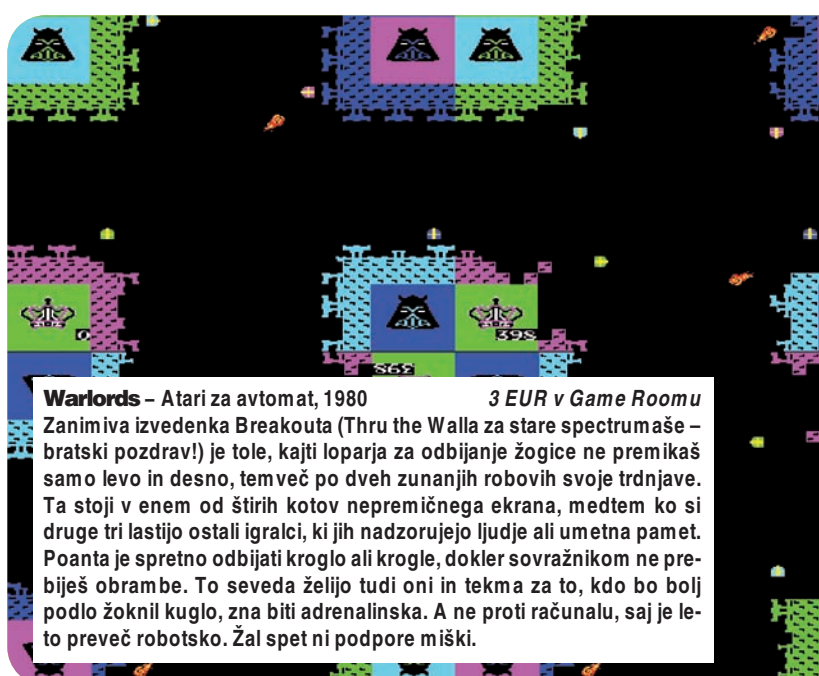 0
398
398
Warlords – Atari za avtomat, 1980 3 EUR v Game Roomu
Zanimiva izvedenka Breakouta (Thru the Walla za stare spectrumaše –
bratski pozdrav!) je tole, kajti loparja za odbijanje žogice ne premikaš
samo levo in desno, temveč po dveh zunanjih robovih svoje trdnjave.
Ta stoji v enem od štirih kotov nepremičnega ekrana, medtem ko si
druge tri lastijo ostali igralci, ki jih nadzorujejo ljudje ali umetna pamet.
Poanta je spretno odbijati kroglo ali krogle, dokler sovražnikom ne pre-
biješ obrambe. To seveda želijo tudi oni in tekma za to, kdo bo bolj
podlo žoknil kuglo, zna biti adrenalinska. A ne proti računalu, saj je le-
to preveč robotsko. Žal spet ni podpore miški.